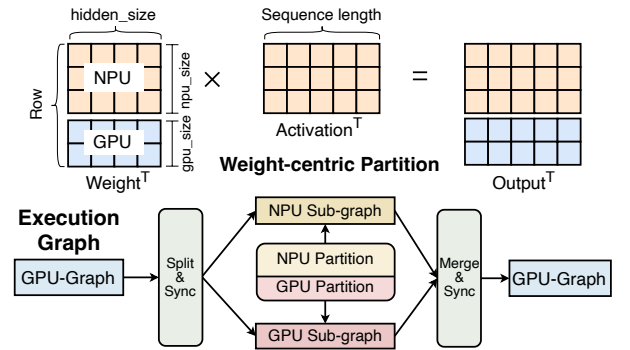 hidden_size
Sequence length
Row
NPU
npu_size
×
=
GPU
gpu_size
Activation^T
Weight-centric Partition
Weight^T
Output^T
Execution
Graph
GPU-Graph
Split
&
Sync
NPU Sub-graph
NPU Partition
GPU Partition
GPU Sub-graph
Merge
&
Sync
GPU-Graph